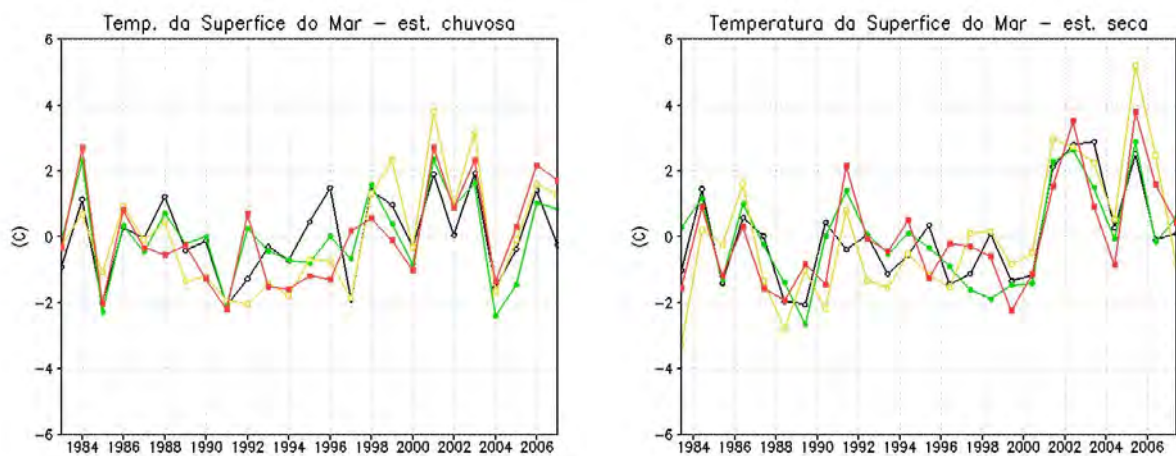 Temp. da Superfice do Mar – est. chuvosa
(C)
6
4
2
0
-2
-4
-6
1984 1986 1988 1990 1992 1994 1996 1998 2000 2002 2004 2006
Temperatura da Superfice do Mar – est. seca
(C)
6
4
2
0
-2
-4
-6
1984 1986 1988 1990 1992 1994 1996 1998 2000 2002 2004 2006